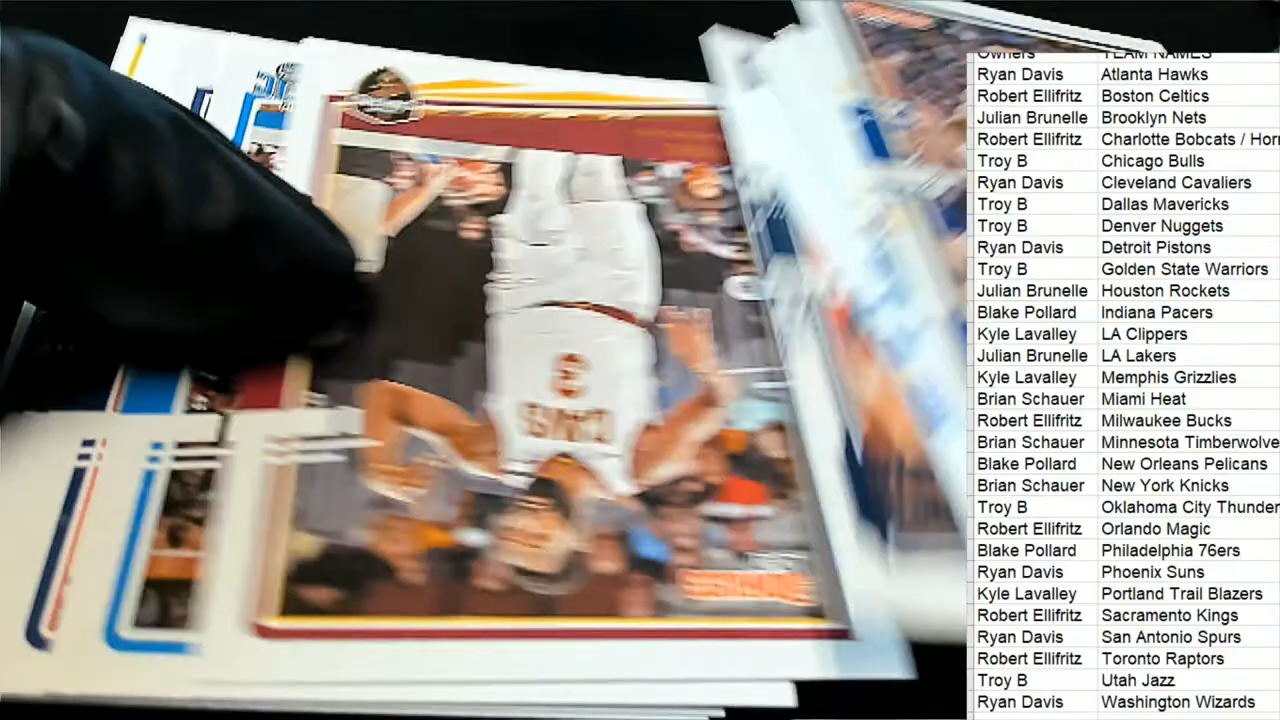 Owners TEAM NAMES
Ryan Davis Atlanta Hawks
Robert Ellifritz Boston Celtics
Julian Brunelle Brooklyn Nets
Robert Ellifritz Charlotte Bobcats / Hor
Troy B Chicago Bulls
Ryan Davis Cleveland Cavaliers
Troy B Dallas Mavericks
Troy B Denver Nuggets
Ryan Davis Detroit Pistons
Troy B Golden State Warriors
Julian Brunelle Houston Rockets
Blake Pollard Indiana Pacers
Kyle Lavalley LA Clippers
Julian Brunelle LA Lakers
Kyle Lavalley Memphis Grizzlies
Brian Schauer Miami Heat
Robert Ellifritz Milwaukee Bucks
Brian Schauer Minnesota Timberwolve
Blake Pollard New Orleans Pelicans
Brian Schauer New York Knicks
Troy B Oklahoma City Thunder
Robert Ellifritz Orlando Magic
Blake Pollard Philadelphia 76ers
Ryan Davis Phoenix Suns
Kyle Lavalley Portland Trail Blazers
Robert Ellifritz Sacramento Kings
Ryan Davis San Antonio Spurs
Robert Ellifritz Toronto Raptors
Troy B Utah Jazz
Ryan Davis Washington Wizards
3
CAVS